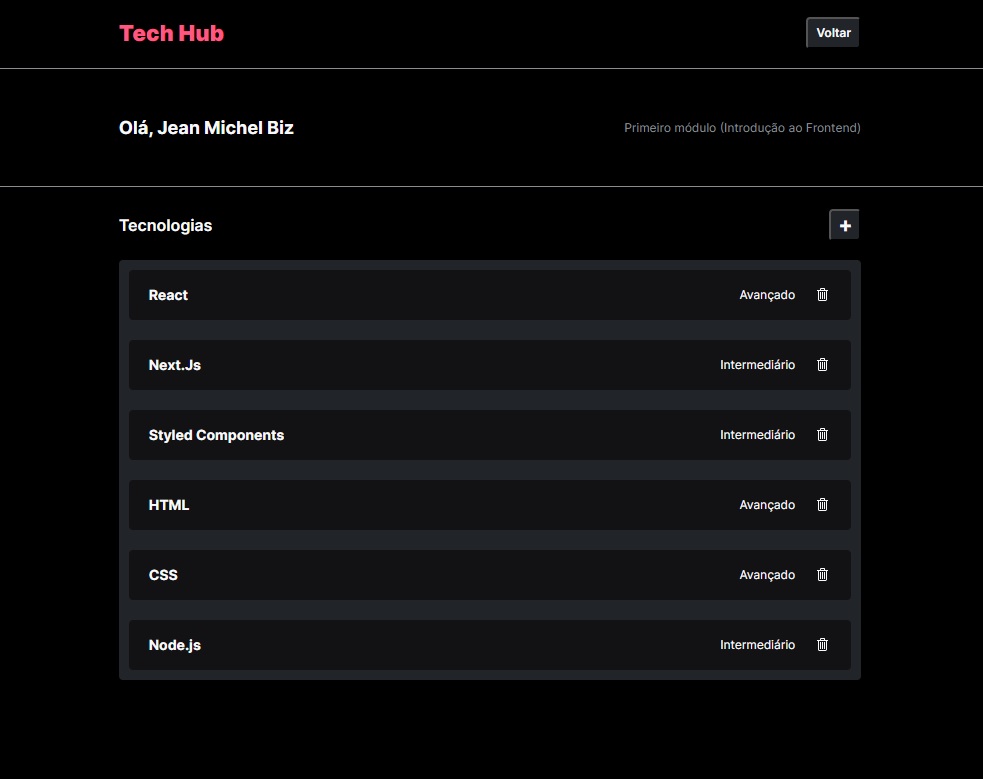 Tech Hub Voltar
Olá, Jean Michel Biz Primeiro módulo (Introdução ao Frontend)
Tecnologias +
React Avançado
Next.Js Intermediário
Styled Components Intermediário
HTML Avançado
CSS Avançado
Node.js Intermediário